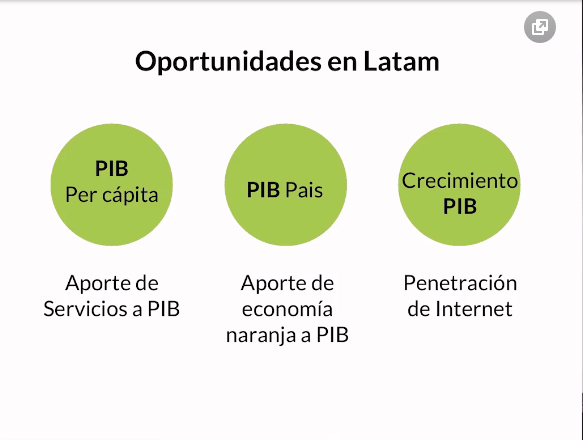 Oportunidades en Latam
PIB
Per cápita
PIB Pais
Crecimiento
PIB
Aporte de
Servicios a PIB
Aporte de
economía
naranja a PIB
Penetración
de Internet